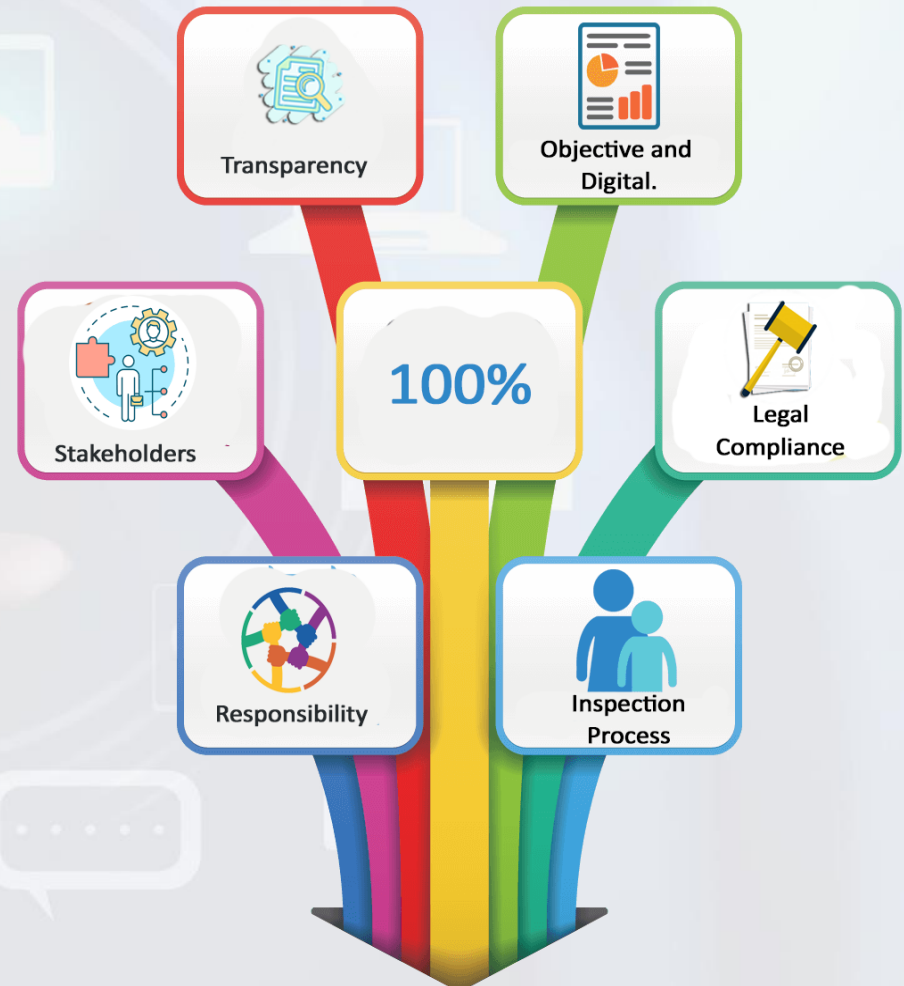 Transparency
Objective and
Digital.
Stakeholders
100%
Legal
Compliance
Responsibility
Inspection
Process